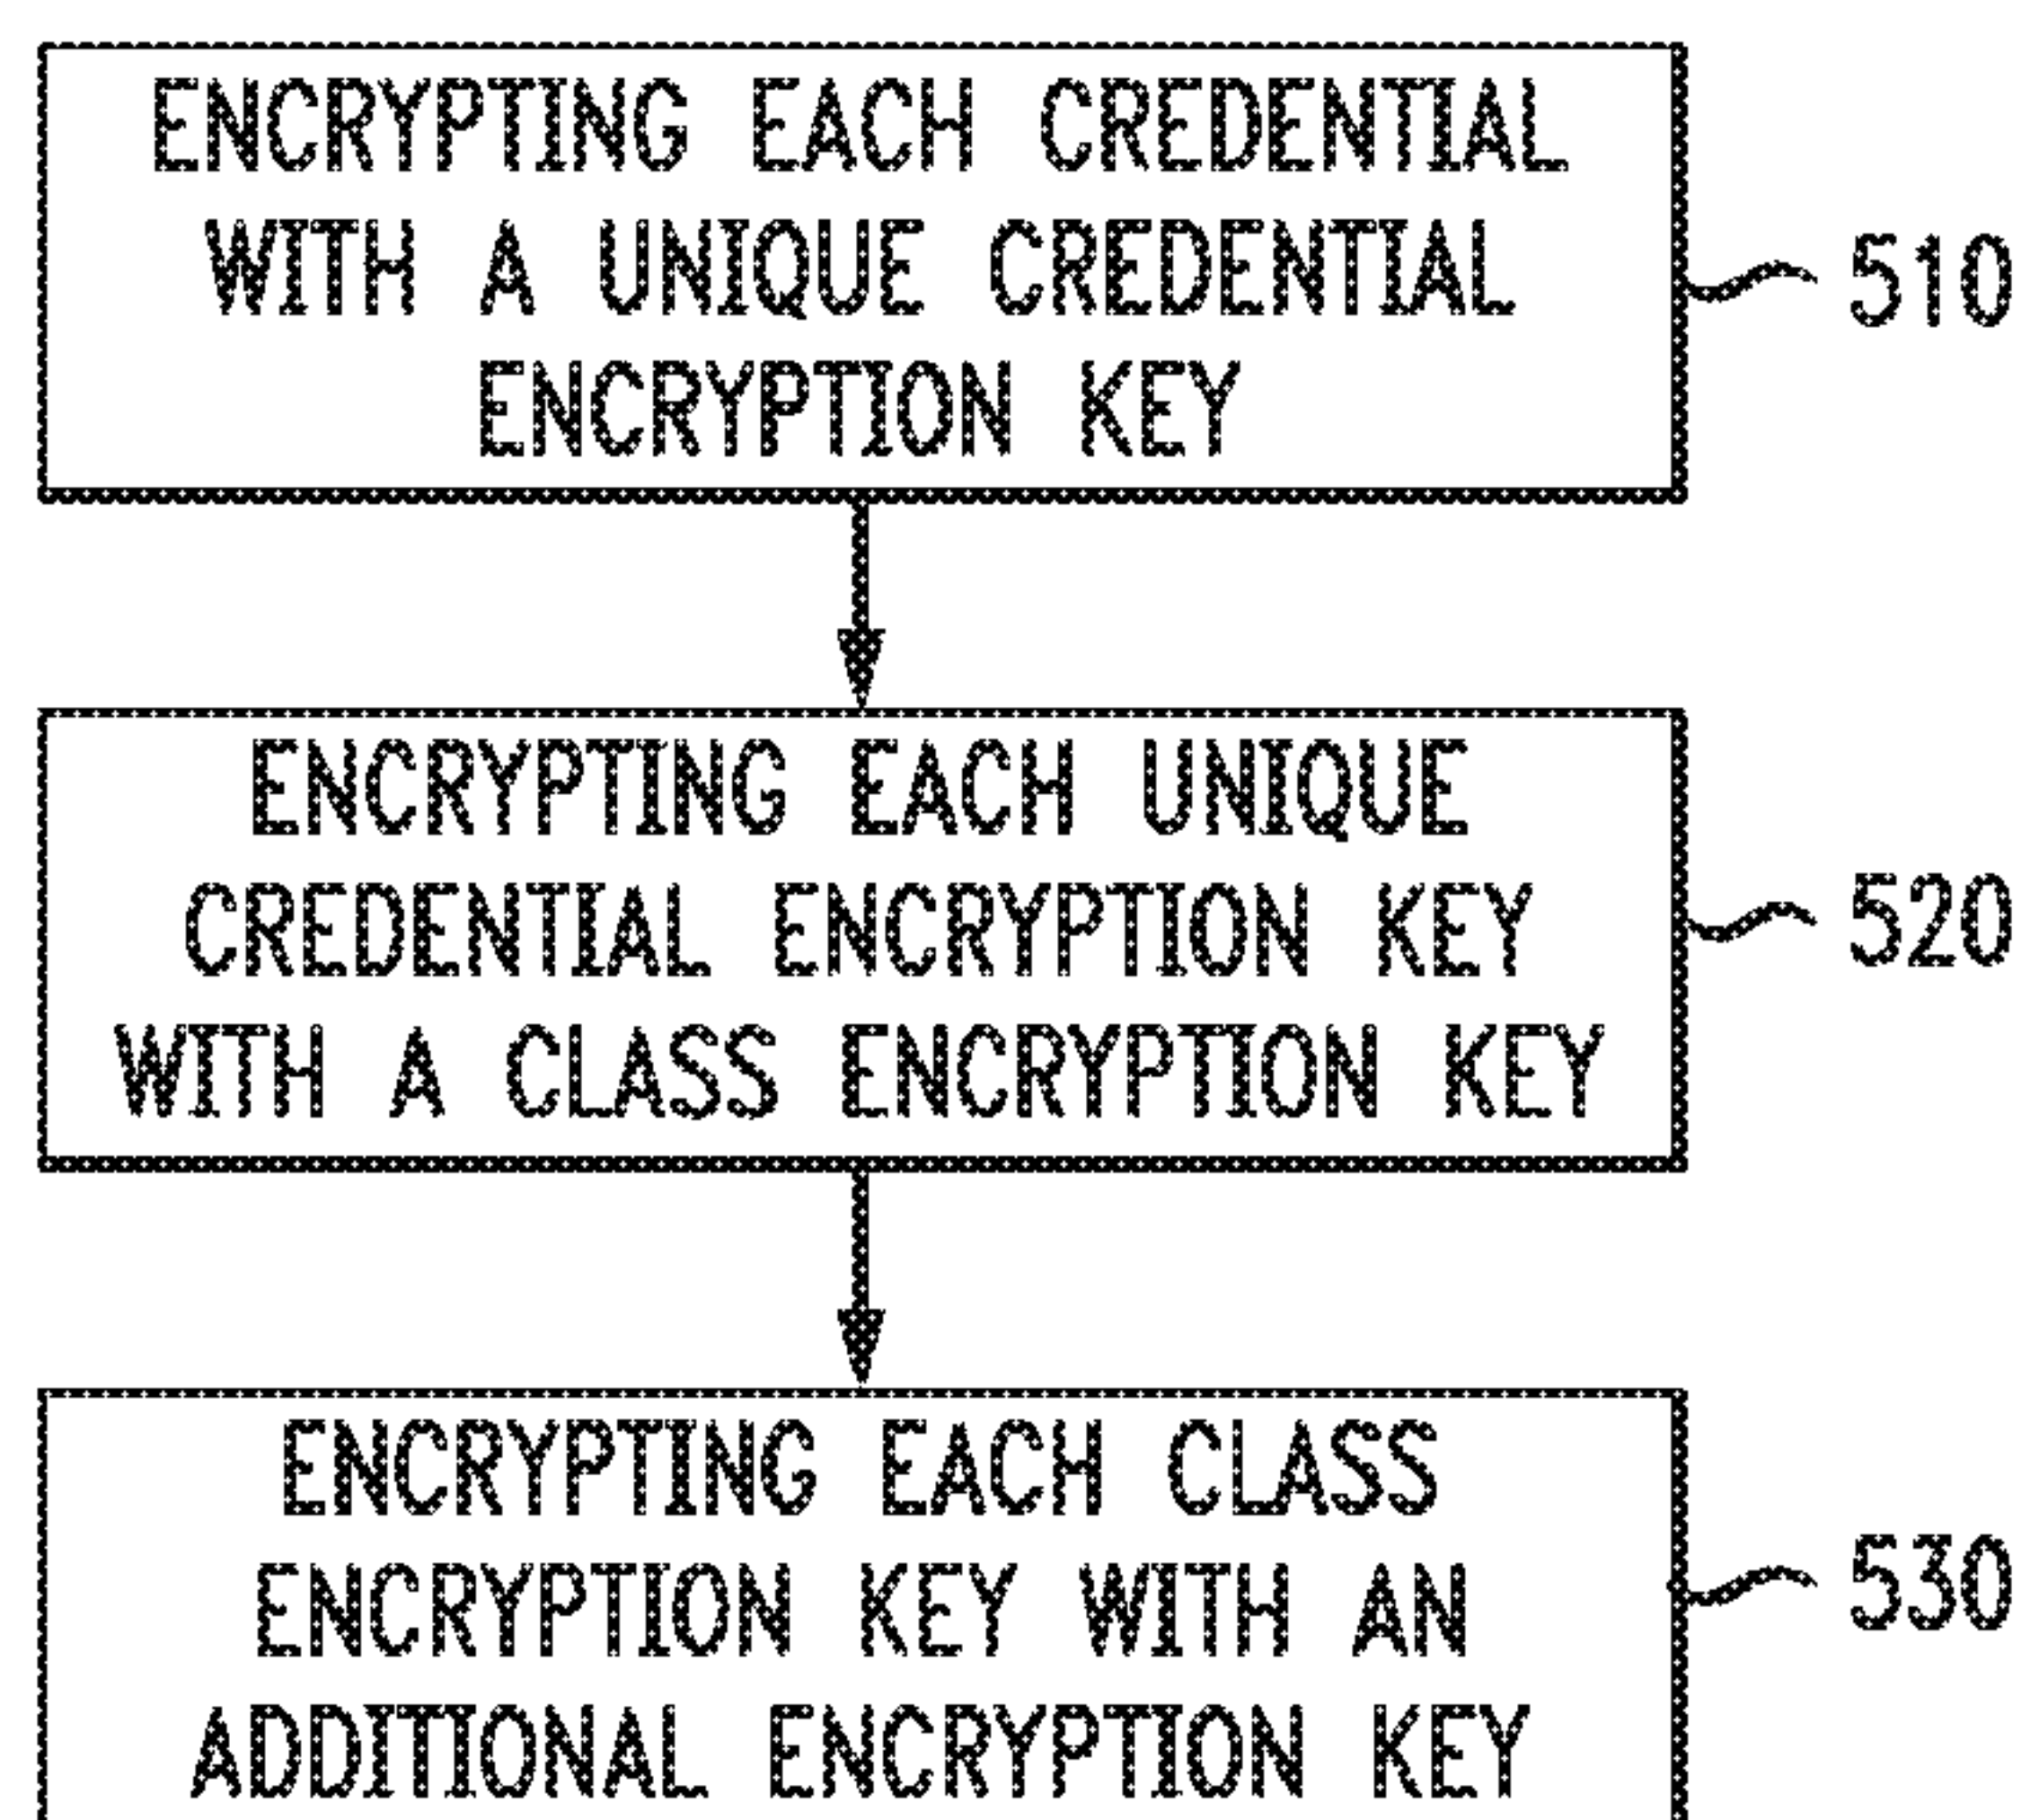 ENCRYPTING EACH CREDENTIAL
WITH A UNIQUE CREDENTIAL
ENCRYPTION KEY
510
ENCRYPTING EACH UNIQUE
CREDENTIAL ENCRYPTION KEY
WITH A CLASS ENCRYPTION KEY
520
ENCRYPTING EACH CLASS
ENCRYPTION KEY WITH AN
ADDITIONAL ENCRYPTION KEY
530